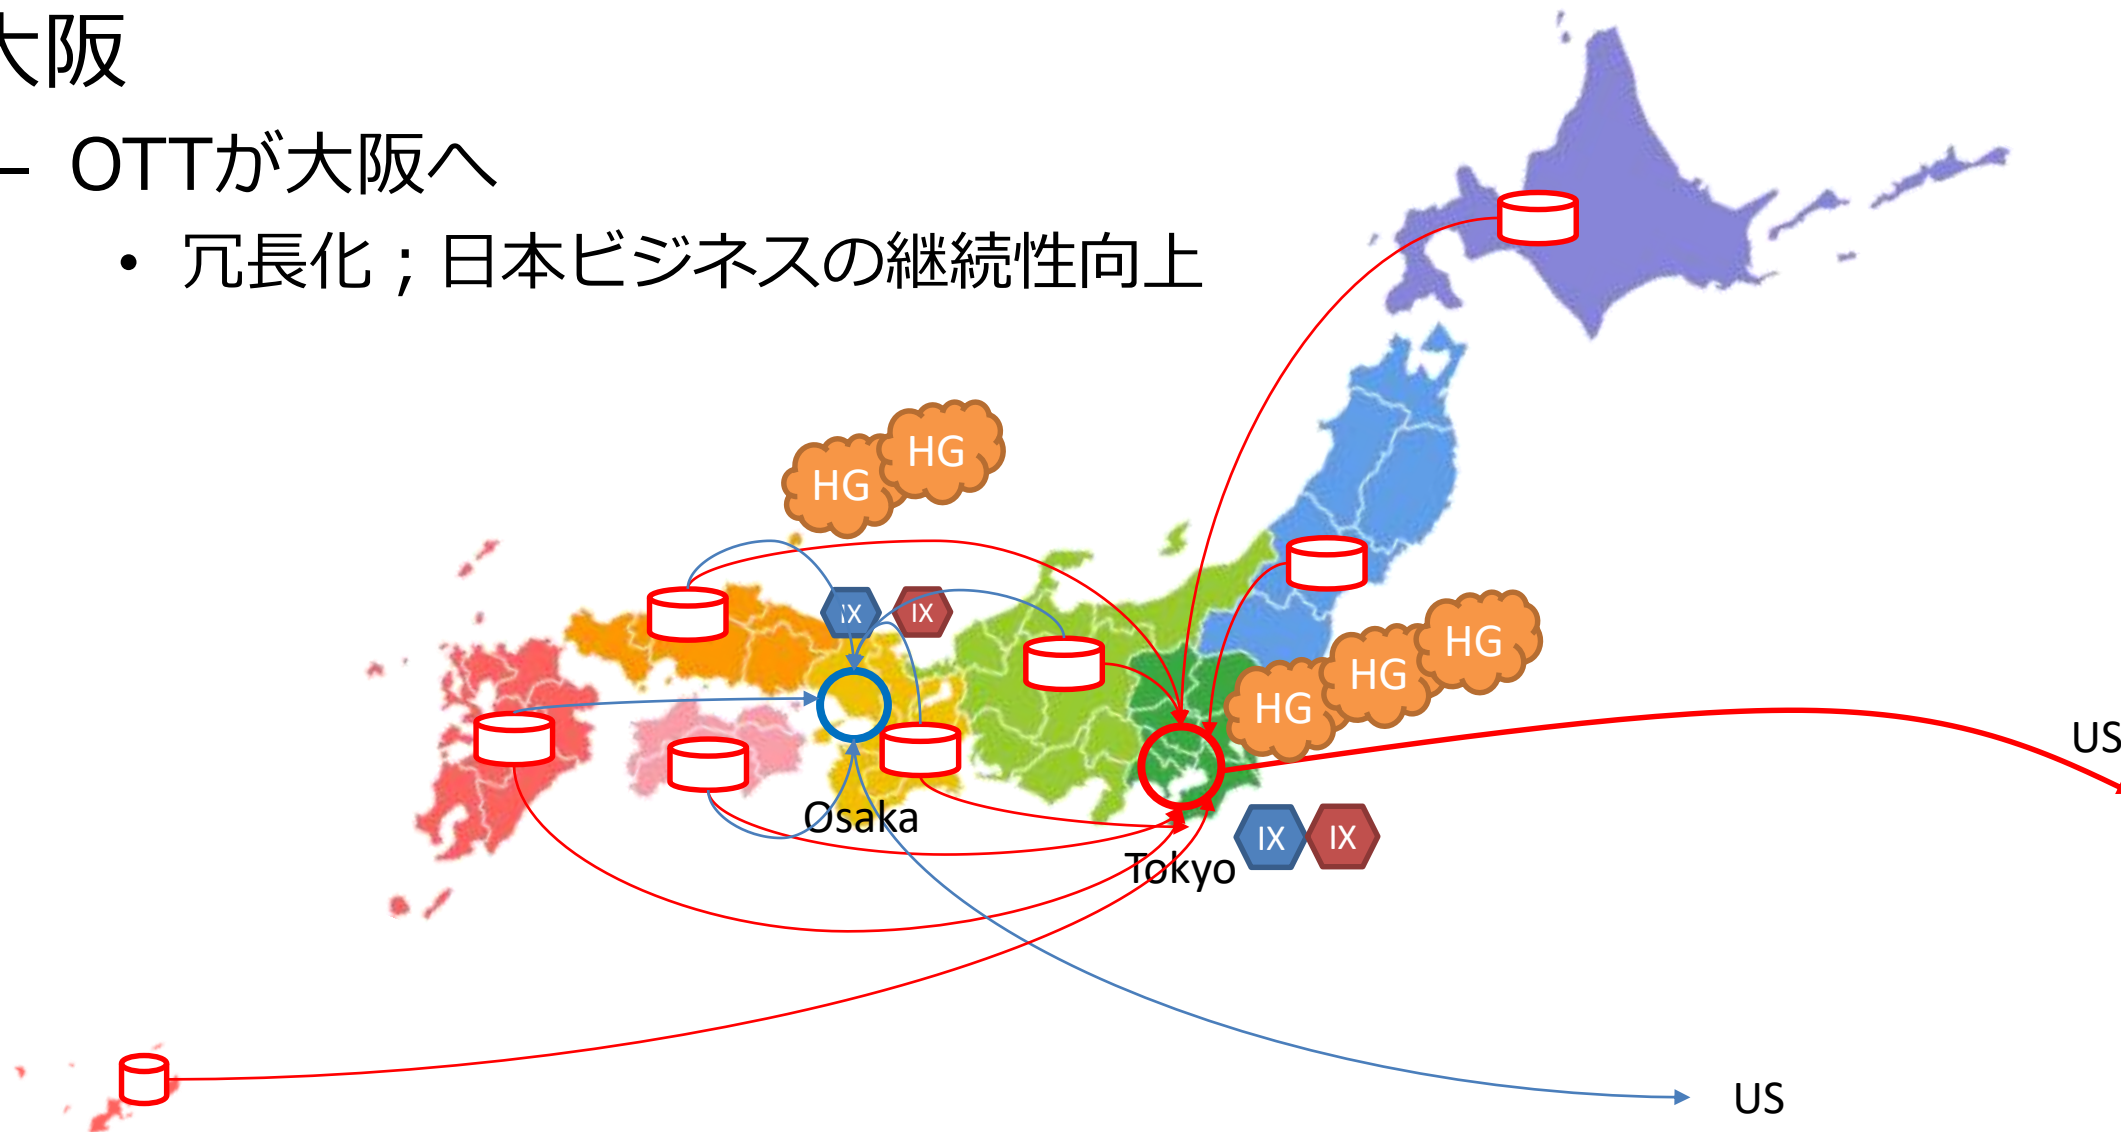 大阪
– OTTが大阪へ
• 冗長化；日本ビジネスの継続性向上
HG
HG
IX
IX
HG
HG
HG
US
Osaka
Tokyo
IX
IX
US